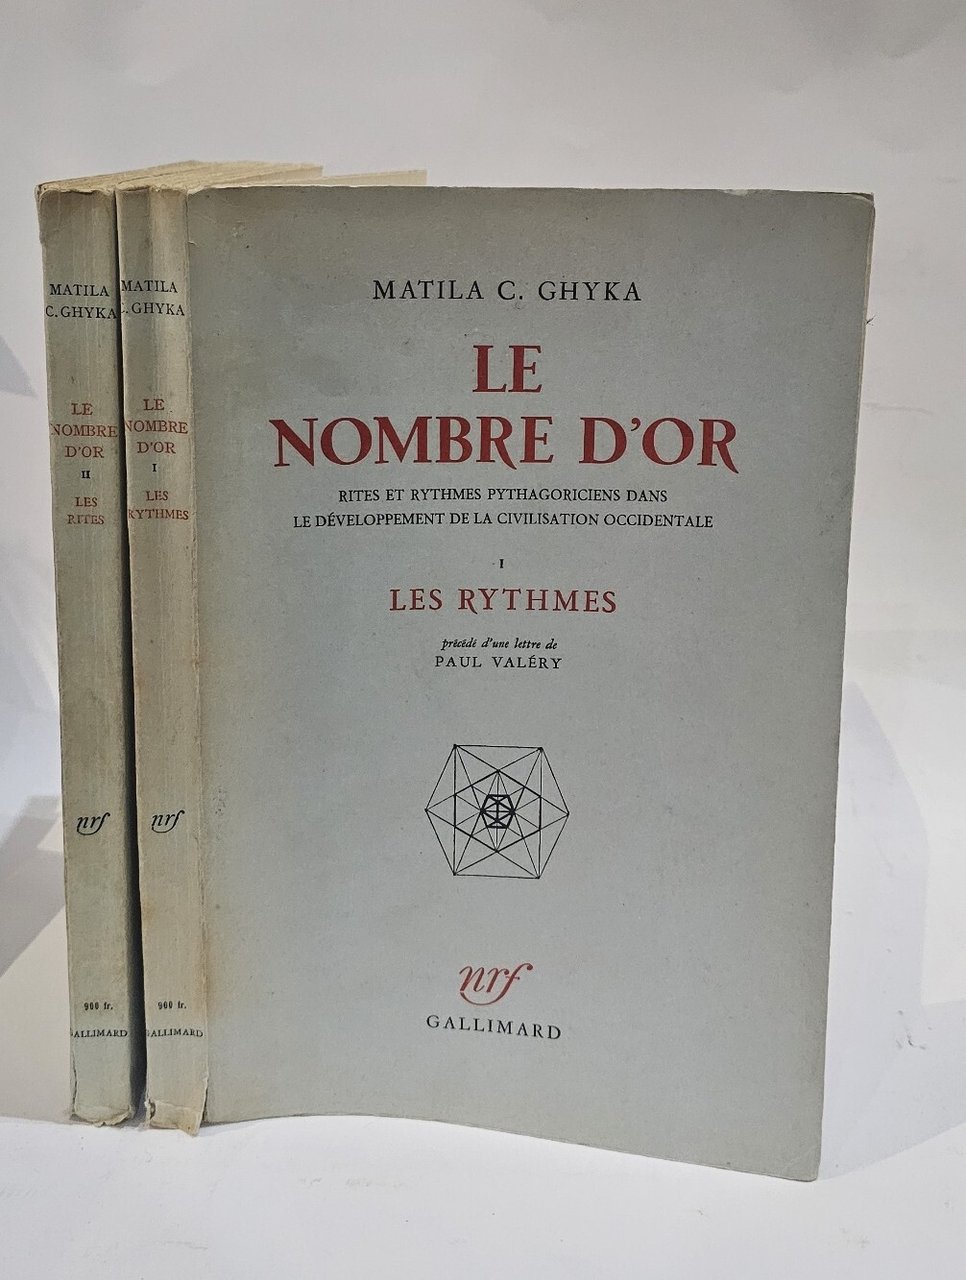 MATILA
C. GHYKA
LE
NOMBRE
D'OR
II
LES
RITES
nrf
900 fr.
GALLIMARD
MATILA
C. GHYKA
LE
NOMBRE
D'OR
I
LES
RYTHMES
nrf
900 fr.
GALLIMARD
MATILA C. GHYKA
LE
NOMBRE D'OR
RITES ET RYTHMES PYTHAGORICIENS DANS
LE DÉVELOPPEMENT DE LA CIVILISATION OCCIDENTALE
I
LES RYTHMES
précédé d'une lettre de
PAUL VALÉRY
nrf
GALLIMARD